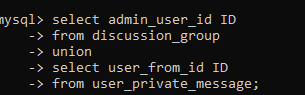 mysql> select admin_user_id ID
-> from discussion_group
-> union
-> select user_from_id ID
-> from user_private_message;